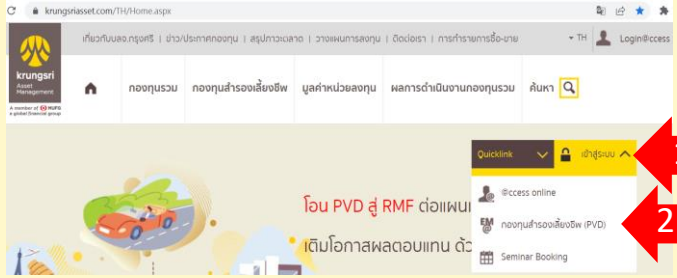 krungsriasset.com/TH/Home.aspx
เกี่ยวกับบลจ.กรุงศรี | ข่าว/ประกาศกองทุน | สรุปภาวะตลาด | วางแผนการลงทุน | ติดต่อเรา | การทำรายการซื้อ-ขาย
TH
Login@ccess
krungsri
Asset
Management
A member of MUFG
a global financial group
กองทุนรวม
กองทุนสำรองเลี้ยงชีพ
มูลค่าหน่วยลงทุน
ผลการดำเนินงานกองทุนรวม
ค้นหา
Quicklink
เข้าสู่ระบบ
@ccess online
โอน PVD สู่ RMF ต่อแผน
กองทุนสำรองเลี้ยงชีพ (PVD)
2
เติมโอกาสผลตอบแทน ด้ว
Seminar Booking